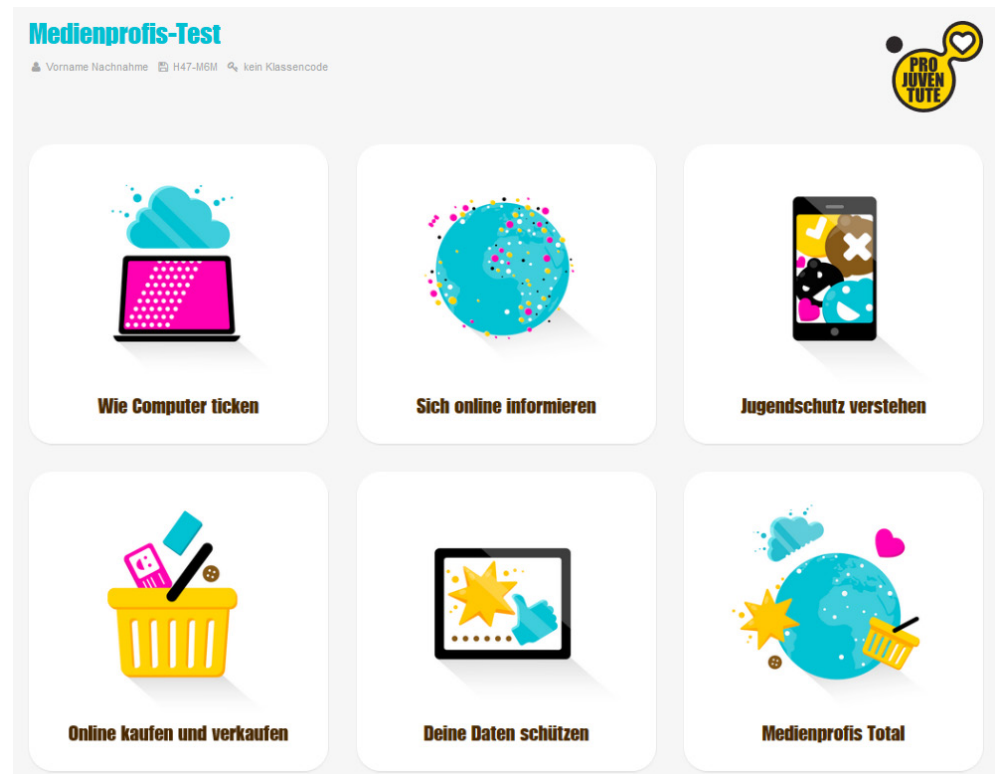 Medienprofis-Test
Vorname Nachnahme H47-M6M kein Klassencode
PRO
JUVEN
TUTE
Wie Computer ticken
Sich online informieren
Jugendschutz verstehen
Online kaufen und verkaufen
Deine Daten schützen
Medienprofis Total